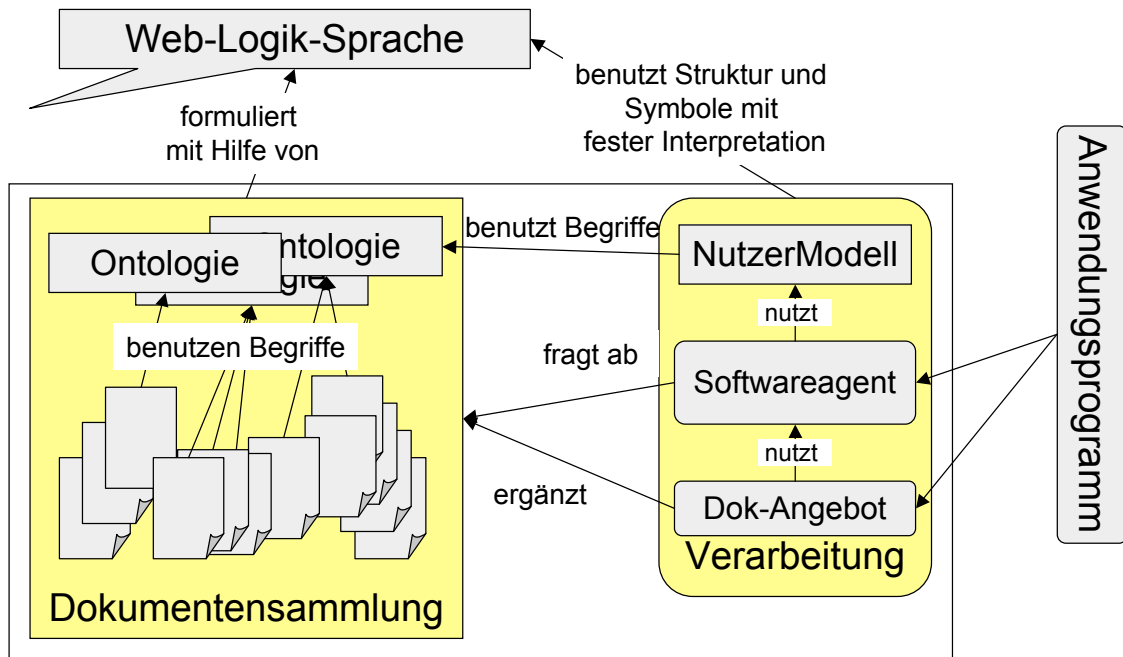 Web-Logik-Sprache
benutzt Struktur und
Symbole mit
fester Interpretation
formuliert
mit Hilfe von
Anwendungsprogramm
benutzt Begriffe
Ontologie
Ontologie
NutzerModell
nutzt
benutzen Begriffe
fragt ab
Softwareagent
nutzt
ergänzt
Dok-Angebot
Verarbeitung
Dokumentensammlung